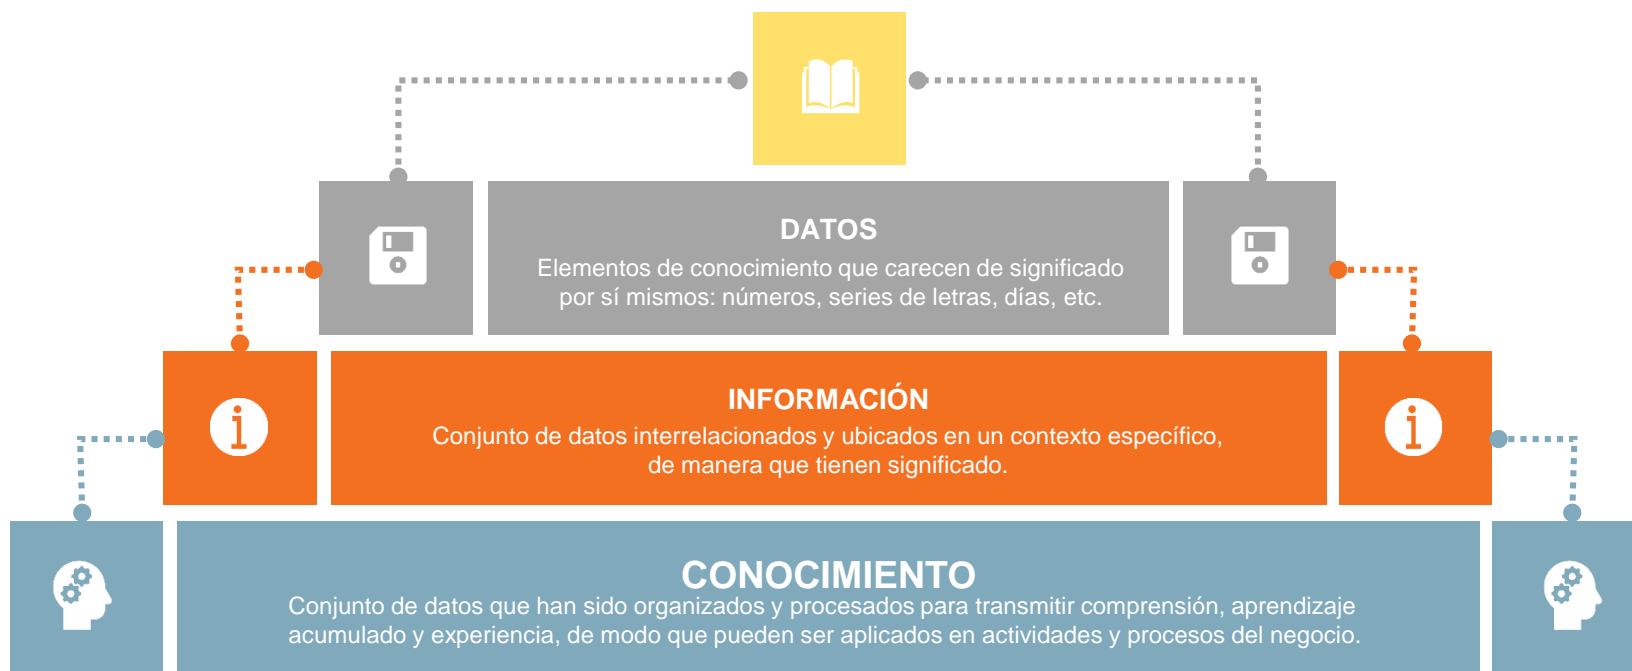 DATOS
Elementos de conocimiento que carecen de significado
por sí mismos: números, series de letras, días, etc.
INFORMACIÓN
Conjunto de datos interrelacionados y ubicados en un contexto específico,
de manera que tienen significado.
CONOCIMIENTO
Conjunto de datos que han sido organizados y procesados para transmitir comprensión, aprendizaje
acumulado y experiencia, de modo que pueden ser aplicados en actividades y procesos del negocio.